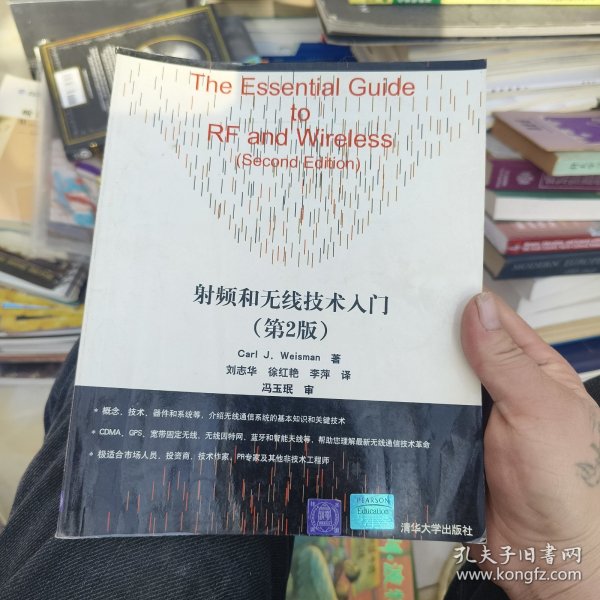 The Essential Guide
to
RF and Wireless
(Second Edition)
射频和无线技术入门
（第2版）
Carl J. Weisman 著
刘志华 徐红艳 李萍 译
冯玉珉 审
* 概念、技术、器件和系统等，介绍无线通信系统的基本知识和关键技术
* CDMA、GPS、宽带固定无线、无线因特网、蓝牙和智能天线等，帮助您理解最新无线通信技术革命
* 极适合市场人员、投资商、技术作家、PR专家及其他非技术工程师
PEARSON
Education
清华大学出版社
MODERN EUROPE
孔夫子旧书网
www.kongfz.com